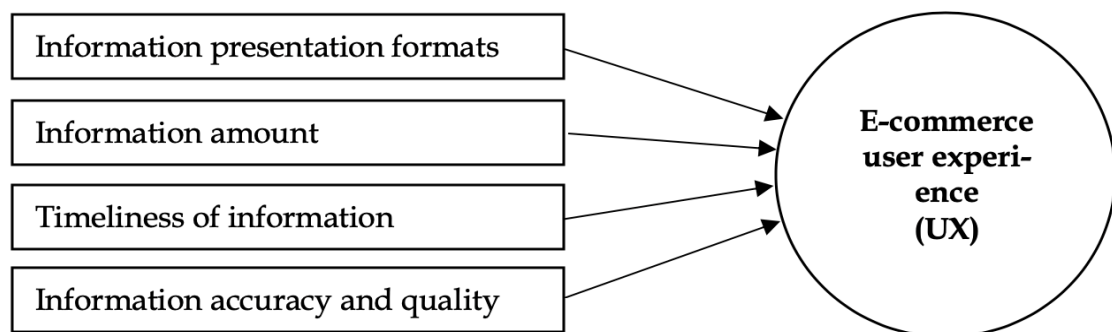 Information presentation formats
Information amount
Timeliness of information
Information accuracy and quality
E-commerce
user experi-
ence
(UX)